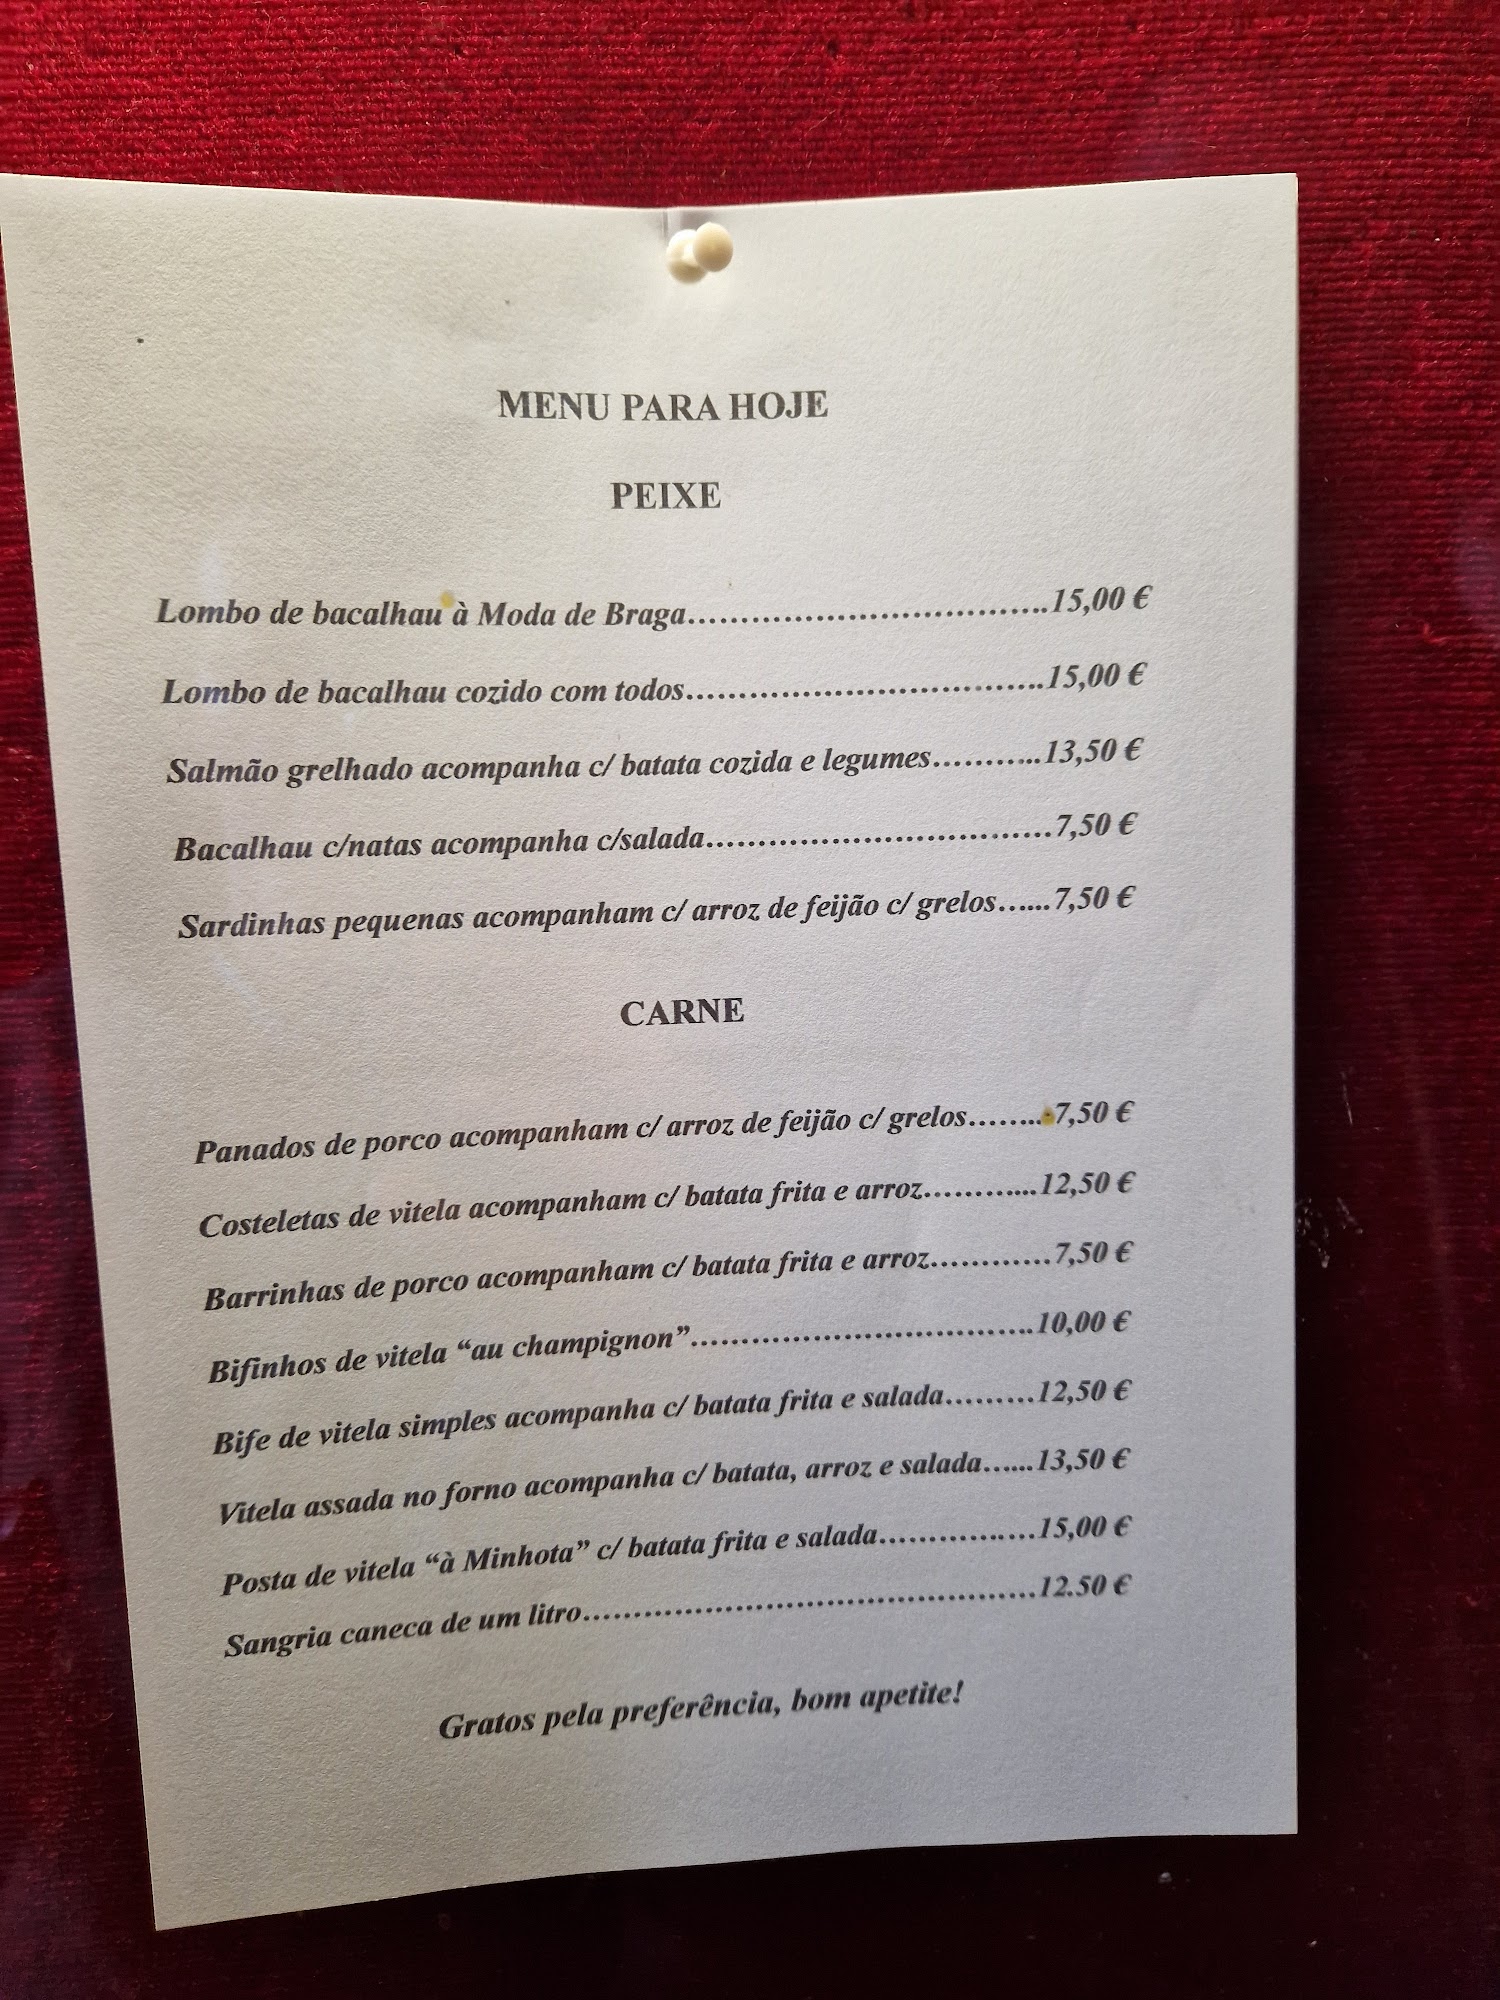 MENU PARA HOJE
PEIXE
Lombo de bacalhau à Moda de Braga.......................................15,00 €
Lombo de bacalhau cozido com todos.......................................15,00 €
Salmão grelhado acompanha c/ batata cozida e legumes...........13,50 €
Bacalhau c/natas acompanha c/salada.....................................7,50 €
Sardinhas pequenas acompanham c/ arroz de feijão c/ grelos......7,50 €
CARNE
Panados de porco acompanham c/ arroz de feijão c/ grelos.........7,50 €
Costeletas de vitela acompanham c/ batata frita e arroz............12,50 €
Barrinhas de porco acompanham c/ batata frita e arroz............7,50 €
Bifinhos de vitela “au champignon”.....................................10,00 €
Bife de vitela simples acompanha c/ batata frita e salada.........12,50 €
Vitela assada no forno acompanha c/ batata, arroz e salada......13,50 €
Posta de vitela “à Minhota” c/ batata frita e salada.................15,00 €
Sangria caneca de um litro................................................12.50 €
Gratos pela preferência, bom apetite!